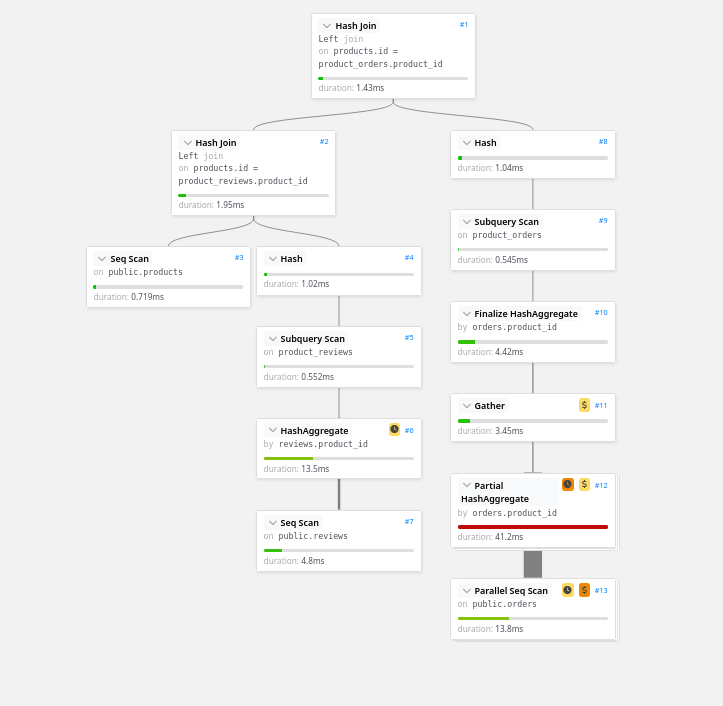 Hash Join #1
Left join
on products.id =
product_orders.product_id
duration: 1.43ms
Hash Join #2
Left join
on products.id =
product_reviews.product_id
duration: 1.95ms
Hash #8
duration: 1.04ms
Subquery Scan #9
on product_orders
duration: 0.545ms
Seq Scan #3
on public.products
duration: 0.719ms
Hash #4
duration: 1.02ms
Subquery Scan #5
on product_reviews
duration: 0.552ms
Finalize HashAggregate #10
by orders.product_id
duration: 4.42ms
HashAggregate #6
by reviews.product_id
duration: 13.5ms
Gather $ #11
duration: 3.45ms
Seq Scan #7
on public.reviews
duration: 4.8ms
Partial $ #12
HashAggregate
by orders.product_id
duration: 41.2ms
Parallel Seq Scan $ #13
on public.orders
duration: 13.8ms